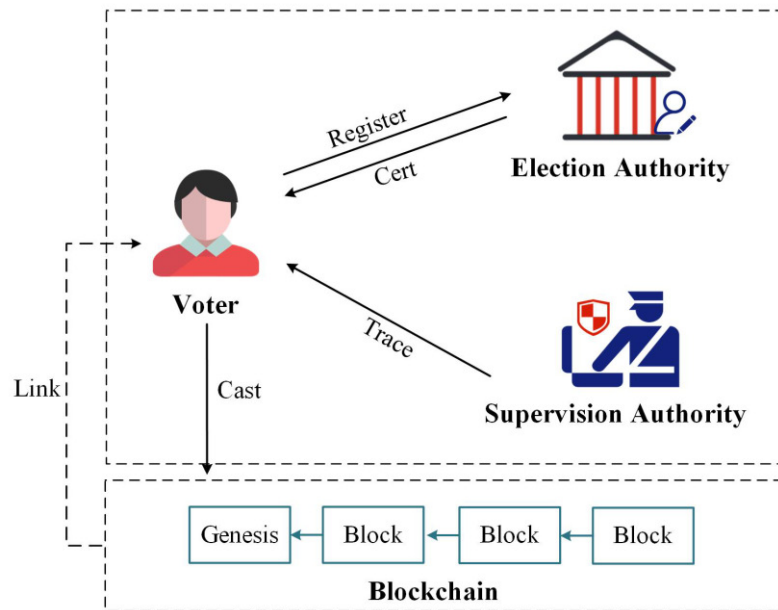 Register
Cert
Election Authority
Voter
Trace
Supervision Authority
Link
Cast
Genesis
Block
Block
Block
Blockchain